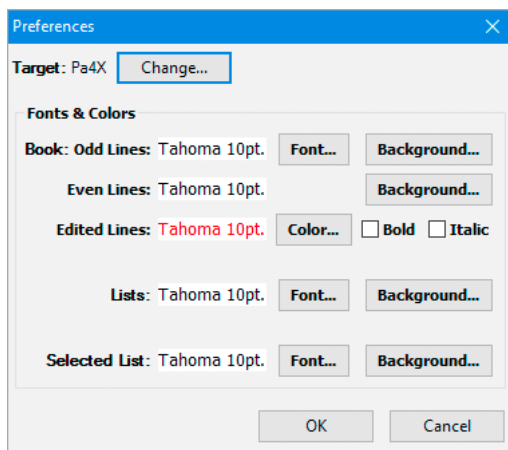 Preferences
Target: Pa4X Change...
Fonts & Colors
Book: Odd Lines: Tahoma 10pt. Font... Background...
Even Lines: Tahoma 10pt. Background...
Edited Lines: Tahoma 10pt. Color... Bold Italic
Lists: Tahoma 10pt. Font... Background...
Selected List: Tahoma 10pt. Font... Background...
OK Cancel